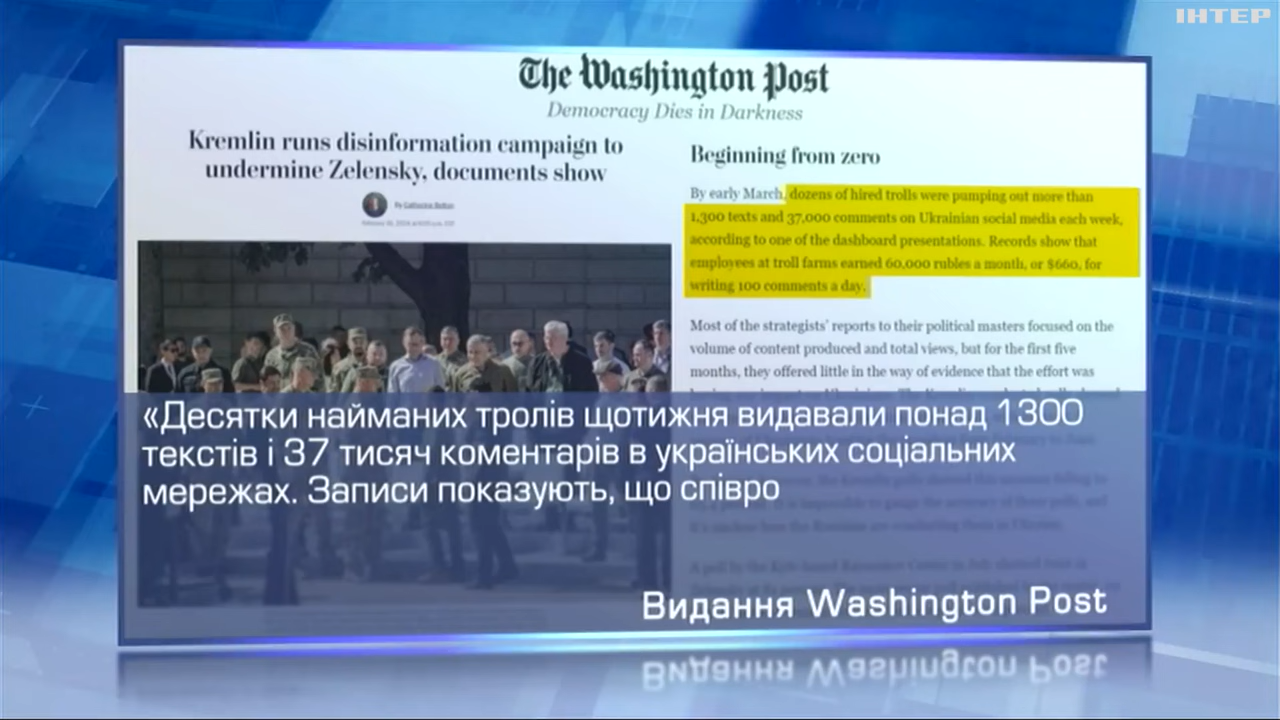 ІНТЕР
The Washington Post
Democracy Dies in Darkness
Kremlin runs disinformation campaign to
undermine Zelensky, documents show
By Catherine Belton
Beginning from zero
By early March, dozens of hired trolls were pumping out more than
1,300 texts and 37,000 comments on Ukrainian social media each week,
according to one of the dashboard presentations. Records show that
employees at troll farms earned 60,000 rubles a month, or $660, for
writing 100 comments a day.
Most of the strategists' reports to their political masters focused on the
volume of content produced and total views, but for the first five
months, they offered little in the way of evidence that the effort was
«Десятки найманих тролів щотижня видавали понад 1300
текстів і 37 тисяч коментарів в українських соціальних
мережах. Записи показують, що співро
Видання Washington Post